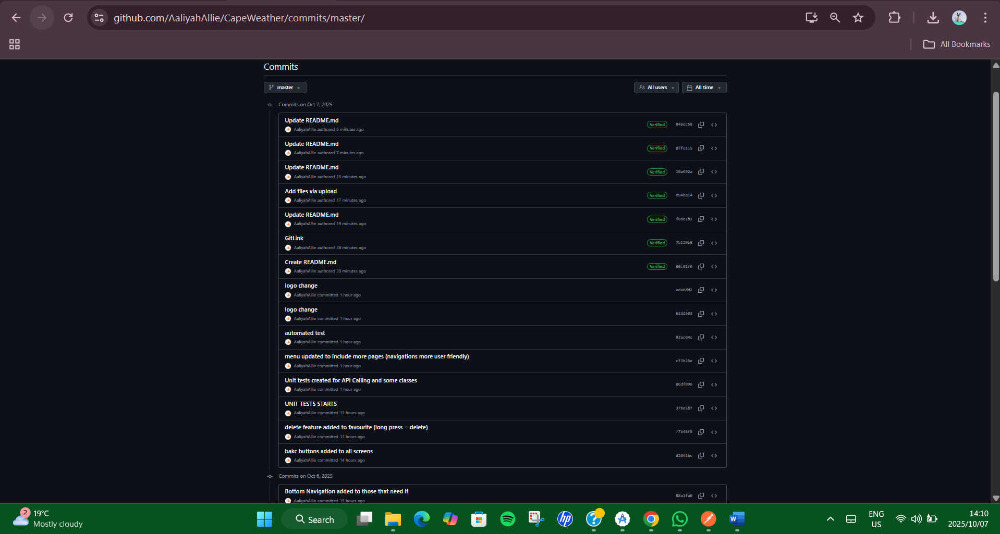 github.com/AaliyahAllie/CapeWeather/commits/master/
All Bookmarks
Commits
master
All users
All time
Commits on Oct 7, 2025
Update README.md
AaliyahAllie authored 6 minutes ago
Verified
848ec68
Update README.md
AaliyahAllie authored 7 minutes ago
Verified
8ffe115
Update README.md
AaliyahAllie authored 15 minutes ago
Verified
10a692a
Add files via upload
AaliyahAllie authored 17 minutes ago
Verified
e94ba14
Update README.md
AaliyahAllie authored 19 minutes ago
Verified
f0ab1b1
GitLink
AaliyahAllie authored 38 minutes ago
Verified
7b129b8
Create README.md
AaliyahAllie authored 39 minutes ago
Verified
60c61f6
logo change
AaliyahAllie committed 1 hour ago
eda8dd2
logo change
AaliyahAllie committed 1 hour ago
62dd503
automated test
AaliyahAllie committed 1 hour ago
93ac04c
menu updated to include more pages (navigations more user friendly)
AaliyahAllie committed 1 hour ago
cf3b26e
Unit tests created for API Calling and some classes
AaliyahAllie committed 1 hour ago
06df096
UNIT TESTS STARTS
AaliyahAllie committed 13 hours ago
378e5b7
delete feature added to favourite (long press = delete)
AaliyahAllie committed 13 hours ago
f7b46f5
bakc buttons added to all screens
AaliyahAllie committed 14 hours ago
d20f1bc
Commits on Oct 6, 2025
Bottom Navigation added to those that need it
AaliyahAllie committed 15 hours ago
88a1fa0
2
19°C
Mostly cloudy
Search
hp
W
ENG
US
14:10
2025/10/07